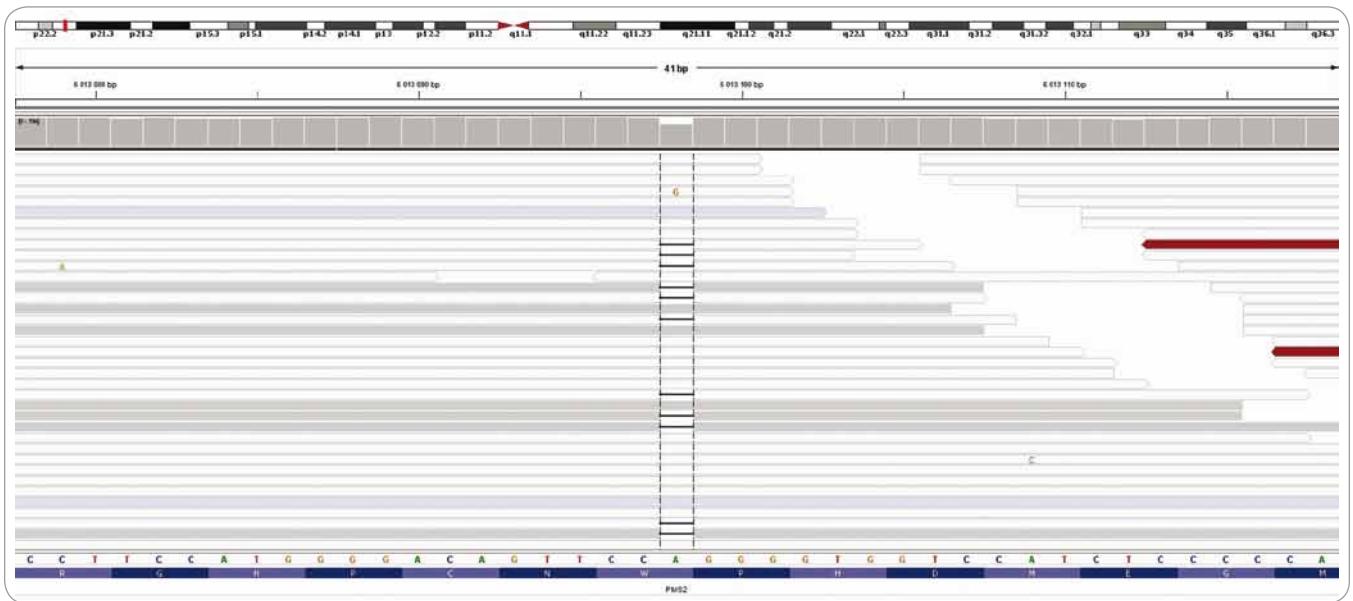 p22.2 p21.3 p21.2 p15.3 p15.1 p14.2 p14.1 p13 p12.2 p11.2 q11.1 q11.22 q11.23 q21.11 q21.12 q21.2 q22.1 q22.3 q31.1 q31.2 q31.32 q32.1 q33 q34 q35 q36.1 q36.3
41 bp
6 013 080 bp 6 013 090 bp 6 013 100 bp 6 013 110 bp
G
A
C
C C T T C C A T G G G G A C A G T T C C A G G G G T G G T C C A T C T C C C C A
R G H P C N W P H D M E G M
PMS2